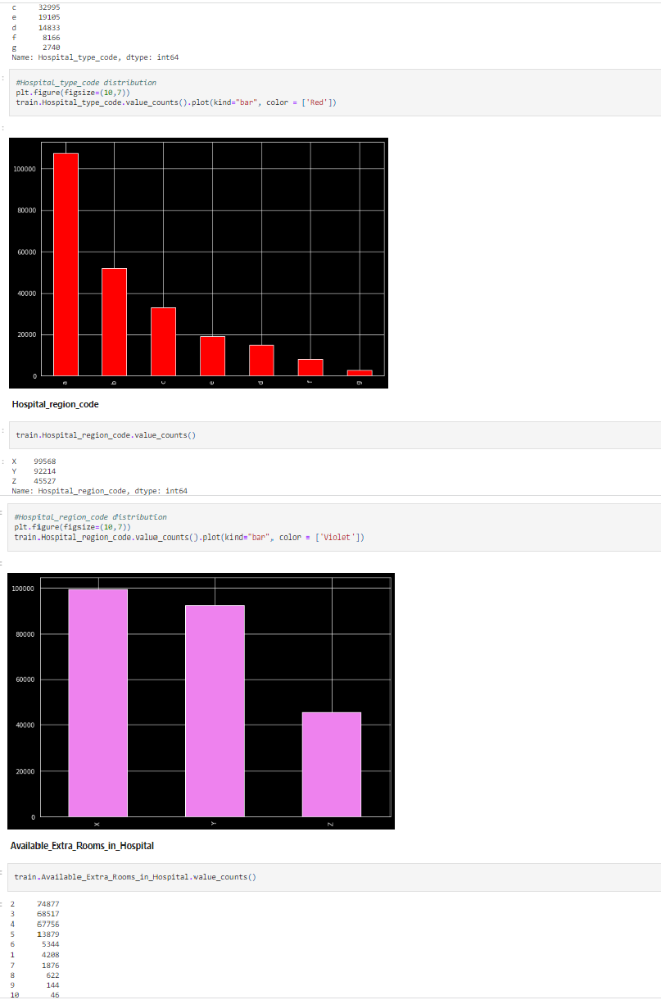 c 32995
e 19105
d 14833
f 8166
g 2740
Name: Hospital_type_code, dtype: int64
:
#Hospital_type_code distribution
plt.figure(figsize=(10,7))
train.Hospital_type_code.value_counts().plot(kind="bar", color = ['Red'])
:
100000
80000
60000
40000
20000
0
a b c e d f g
Hospital_region_code
:
train.Hospital_region_code.value_counts()
: X 99568
Y 92214
Z 45527
Name: Hospital_region_code, dtype: int64
:
#Hospital_region_code distribution
plt.figure(figsize=(10,7))
train.Hospital_region_code.value_counts().plot(kind="bar", color = ['Violet'])
:
100000
80000
60000
40000
20000
0
X Y Z
Available_Extra_Rooms_in_Hospital
:
train.Available_Extra_Rooms_in_Hospital.value_counts()
: 2 74877
3 68517
4 67756
5 13879
6 5344
1 4208
7 1876
8 622
9 144
10 46